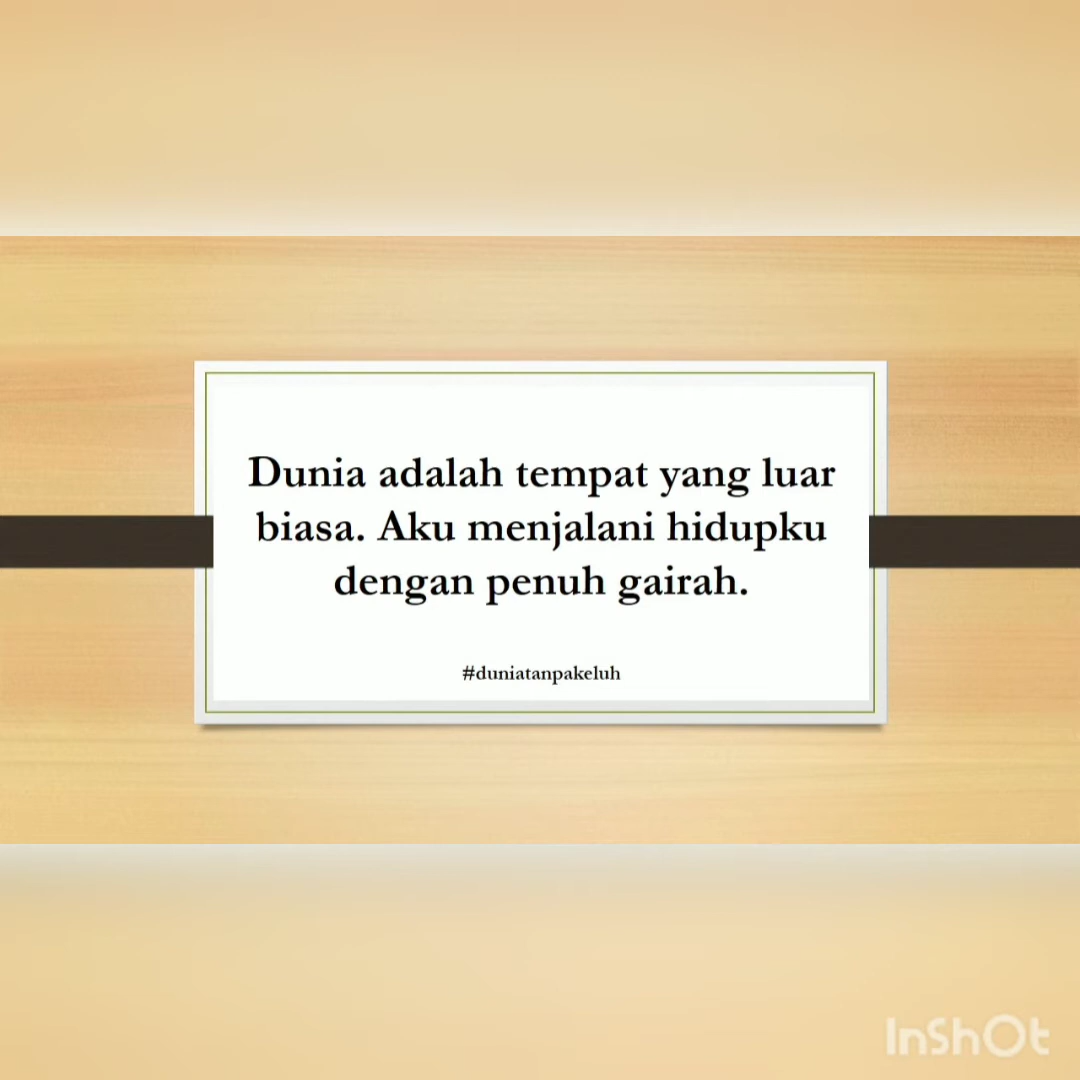 Dunia adalah tempat yang luar
biasa. Aku menjalani hidupku
dengan penuh gairah.
#duniatanpakeluh
InShOt